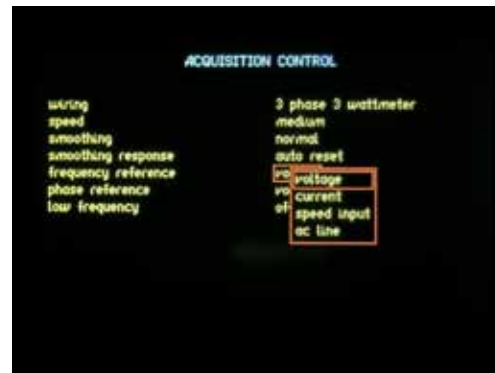 ACQUISITION CONTROL
wiring 3 phase 3 wattmeter
speed medium
smoothing normal
smoothing response auto reset
frequency reference
voltage
phase reference
current
low frequency
speed input
ac line